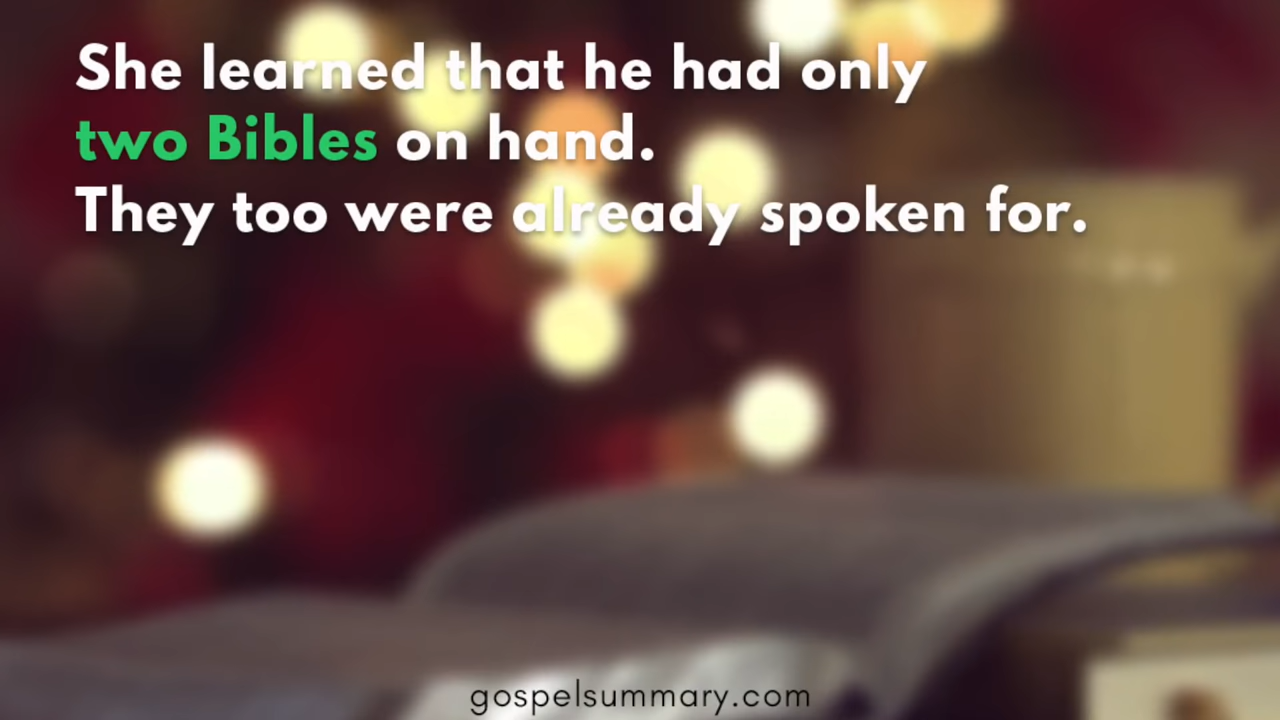 She learned that he had only
two Bibles on hand.
They too were already spoken for.
gospelsummary.com